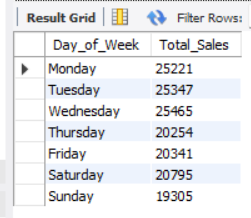 Result Grid Filter Rows:
Day_of_Week Total_Sales
Monday 25221
Tuesday 25347
Wednesday 25465
Thursday 20254
Friday 20341
Saturday 20795
Sunday 19305